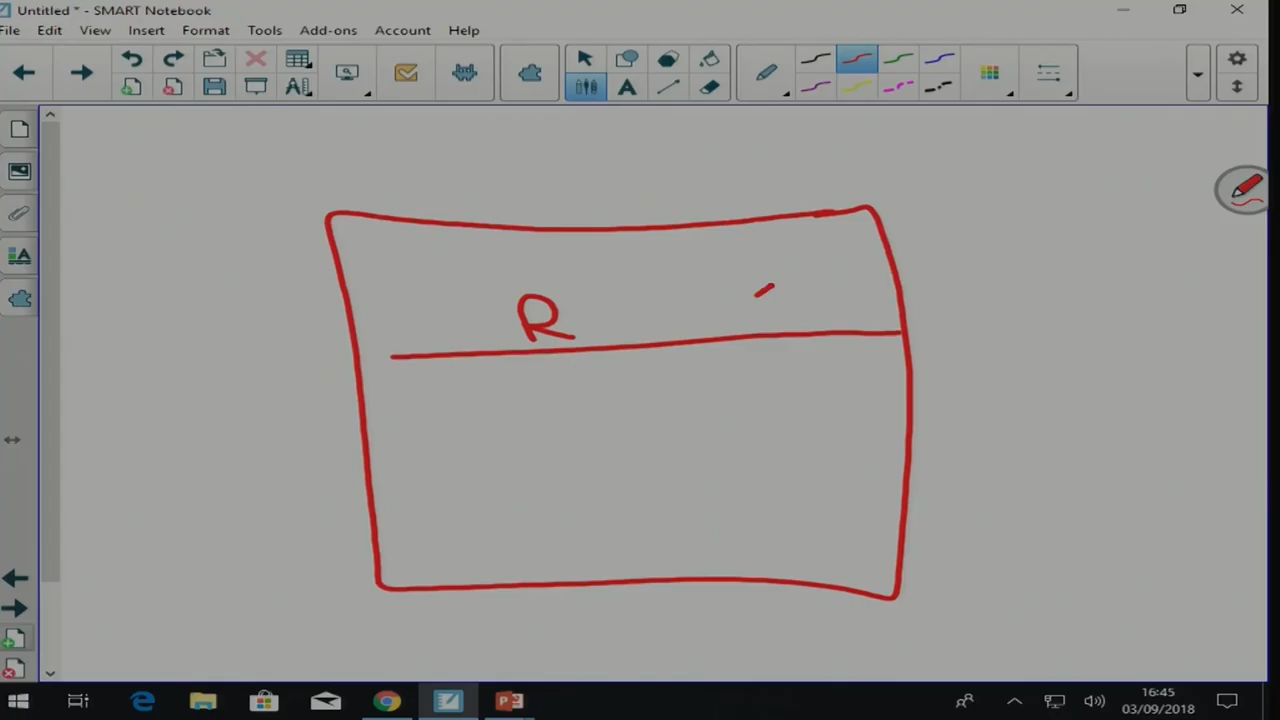 Untitled * - SMART Notebook
File Edit View Insert Format Tools Add-ons Account Help
R
16:45
03/09/2018